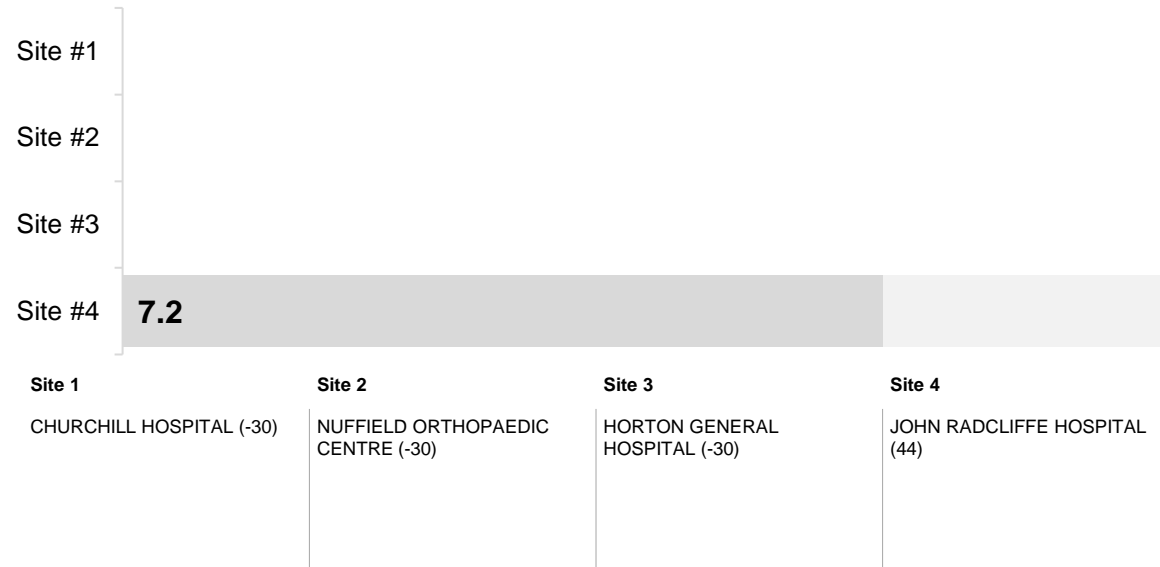 Site #1
Site #2
Site #3
Site #4
7.2
Site 1
CHURCHILL HOSPITAL (-30)
Site 2
NUFFIELD ORTHOPAEDIC
CENTRE (-30)
Site 3
HORTON GENERAL
HOSPITAL (-30)
Site 4
JOHN RADCLIFFE HOSPITAL
(44)